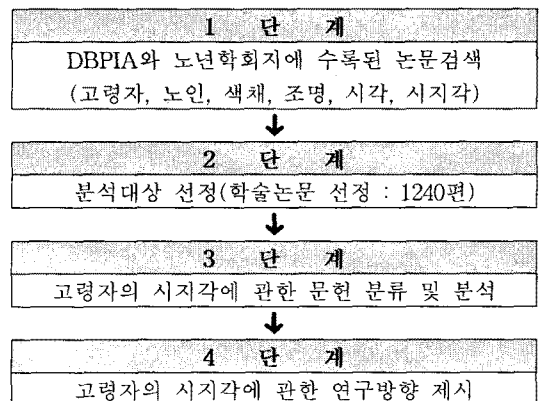 1 단 계
DBPIA와 노년학회지에 수록된 논문검색
(고령자, 노인, 색채, 조명, 시각, 시지각)
2 단 계
분석대상 선정(학술논문 선정 : 1240편)
3 단 계
고령자의 시지각에 관한 문헌 분류 및 분석
4 단 계
고령자의 시지각에 관한 연구방향 제시